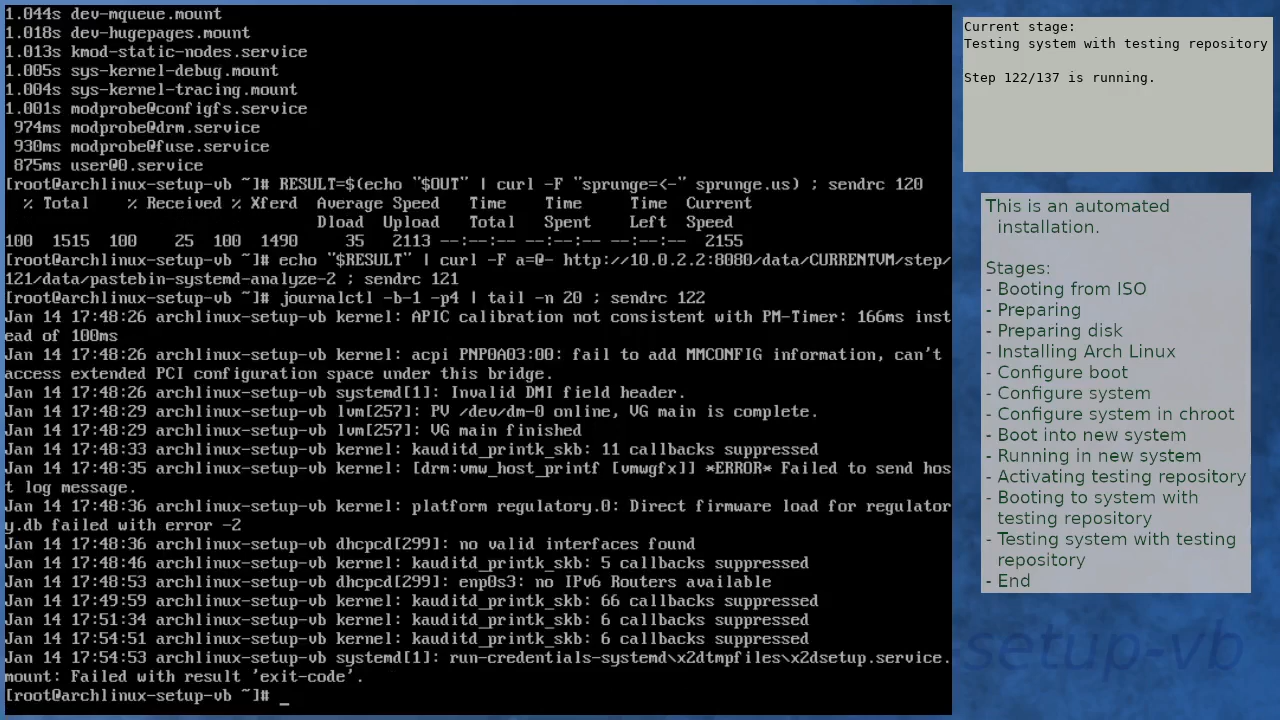 1.044s dev-mqueue.mount
1.018s dev-hugepages.mount
1.013s kmod-static-nodes.service
1.005s sys-kernel-debug.mount
1.004s sys-kernel-tracing.mount
1.001s modprobe@configfs.service
 974ms modprobe@drm.service
 930ms modprobe@fuse.service
 875ms user@0.service
[root@archlinux-setup-vb ~]# RESULT=$(echo "$OUT" | curl -F "sprunge=<-" sprunge.us) ; sendrc 120
  % Total    % Received % Xferd  Average Speed   Time    Time     Time  Current
                                 Dload  Upload   Total   Spent    Left  Speed
100  1515  100    25  100  1490     35   2113 --:--:-- --:--:-- --:--:--  2155
[root@archlinux-setup-vb ~]# echo "$RESULT" | curl -F a=@- http://10.0.2.2:8080/data/CURRENTVM/step/
121/data/pastebin-systemd-analyze-2 ; sendrc 121
[root@archlinux-setup-vb ~]# journalctl -b-1 -p4 | tail -n 20 ; sendrc 122
Jan 14 17:48:26 archlinux-setup-vb kernel: APIC calibration not consistent with PM-Timer: 166ms inst
ead of 100ms
Jan 14 17:48:26 archlinux-setup-vb kernel: acpi PNP0A03:00: fail to add MMCONFIG information, can't
access extended PCI configuration space under this bridge.
Jan 14 17:48:26 archlinux-setup-vb systemd[1]: Invalid DMI field header.
Jan 14 17:48:29 archlinux-setup-vb lvm[257]: PV /dev/dm-0 online, VG main is complete.
Jan 14 17:48:29 archlinux-setup-vb lvm[257]: VG main finished
Jan 14 17:48:33 archlinux-setup-vb kernel: kauditd_printk_skb: 11 callbacks suppressed
Jan 14 17:48:35 archlinux-setup-vb kernel: [drm:vmw_host_printf [vmwgfx]] *ERROR* Failed to send hos
t log message.
Jan 14 17:48:36 archlinux-setup-vb kernel: platform regulatory.0: Direct firmware load for regulator
y.db failed with error -2
Jan 14 17:48:36 archlinux-setup-vb dhcpcd[299]: no valid interfaces found
Jan 14 17:48:46 archlinux-setup-vb kernel: kauditd_printk_skb: 5 callbacks suppressed
Jan 14 17:48:53 archlinux-setup-vb dhcpcd[299]: enp0s3: no IPv6 Routers available
Jan 14 17:49:59 archlinux-setup-vb kernel: kauditd_printk_skb: 66 callbacks suppressed
Jan 14 17:51:34 archlinux-setup-vb kernel: kauditd_printk_skb: 6 callbacks suppressed
Jan 14 17:54:51 archlinux-setup-vb kernel: kauditd_printk_skb: 6 callbacks suppressed
Jan 14 17:54:53 archlinux-setup-vb systemd[1]: run-credentials-systemd\x2dtmpfiles\x2dsetup.service.
mount: Failed with result 'exit-code'.
[root@archlinux-setup-vb ~]# _
Current stage:
Testing system with testing repository
Step 122/137 is running.
This is an automated
installation.
Stages:
- Booting from ISO
- Preparing
- Preparing disk
- Installing Arch Linux
- Configure boot
- Configure system
- Configure system in chroot
- Boot into new system
- Running in new system
- Activating testing repository
- Booting to system with
testing repository
- Testing system with testing
repository
- End
setup-vb